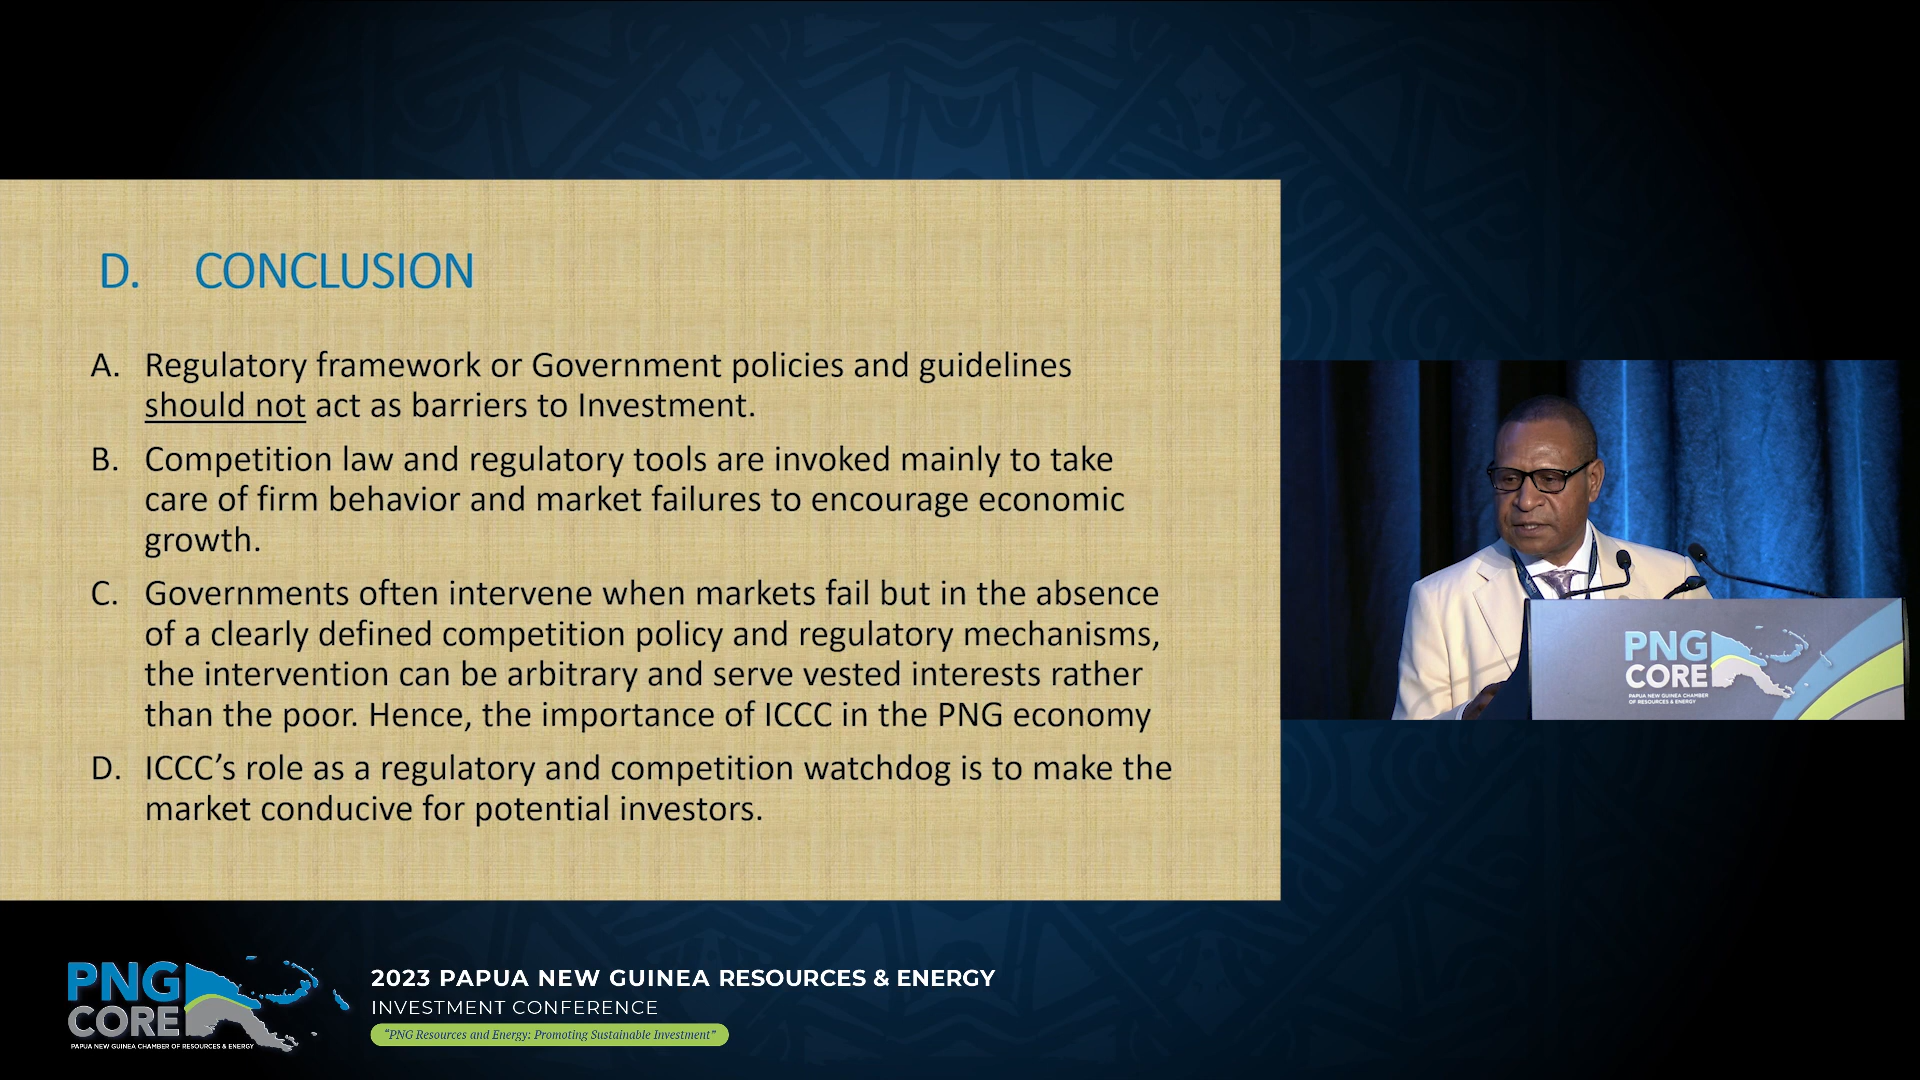 D. CONCLUSION
A. Regulatory framework or Government policies and guidelines
should not act as barriers to Investment.
B. Competition law and regulatory tools are invoked mainly to take
care of firm behavior and market failures to encourage economic
growth.
C. Governments often intervene when markets fail but in the absence
of a clearly defined competition policy and regulatory mechanisms,
the intervention can be arbitrary and serve vested interests rather
than the poor. Hence, the importance of ICCC in the PNG economy
D. ICCC’s role as a regulatory and competition watchdog is to make the
market conducive for potential investors.
PNG
CORE
PAPUA NEW GUINEA CHAMBER
OF RESOURCES & ENERGY
PNG
CORE
PAPUA NEW GUINEA CHAMBER OF RESOURCES & ENERGY
2023 PAPUA NEW GUINEA RESOURCES & ENERGY
INVESTMENT CONFERENCE
“PNG Resources and Energy: Promoting Sustainable Investment”